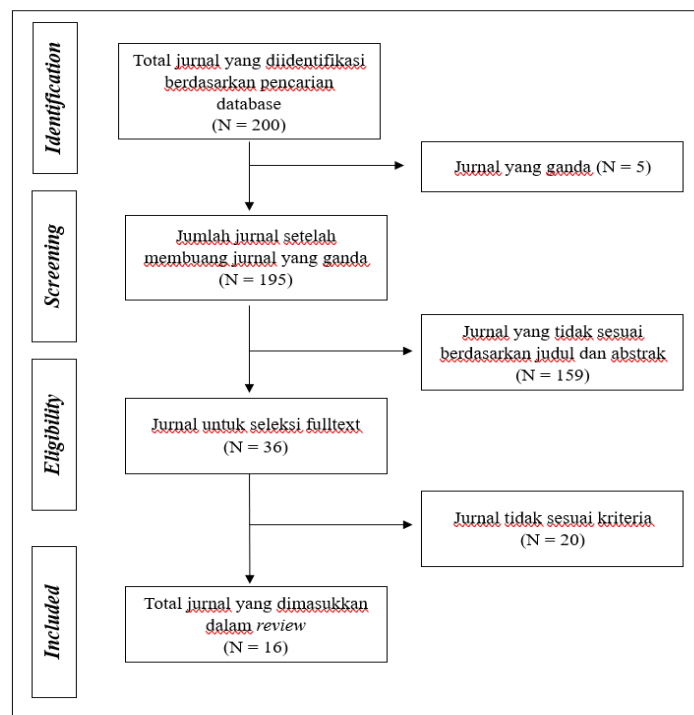 Identification
Total jurnal yang diidentifikasi
berdasarkan pencarian
database
(N = 200)
Jurnal yang ganda (N = 5)
Screening
Jumlah jurnal setelah
membuang jurnal yang ganda
(N = 195)
Jurnal yang tidak sesuai
berdasarkan judul dan abstrak
(N = 159)
Eligibility
Jurnal untuk seleksi fulltext
(N = 36)
Jurnal tidak sesuai kriteria
(N = 20)
Included
Total jurnal yang dimasukkan
dalam review
(N = 16)